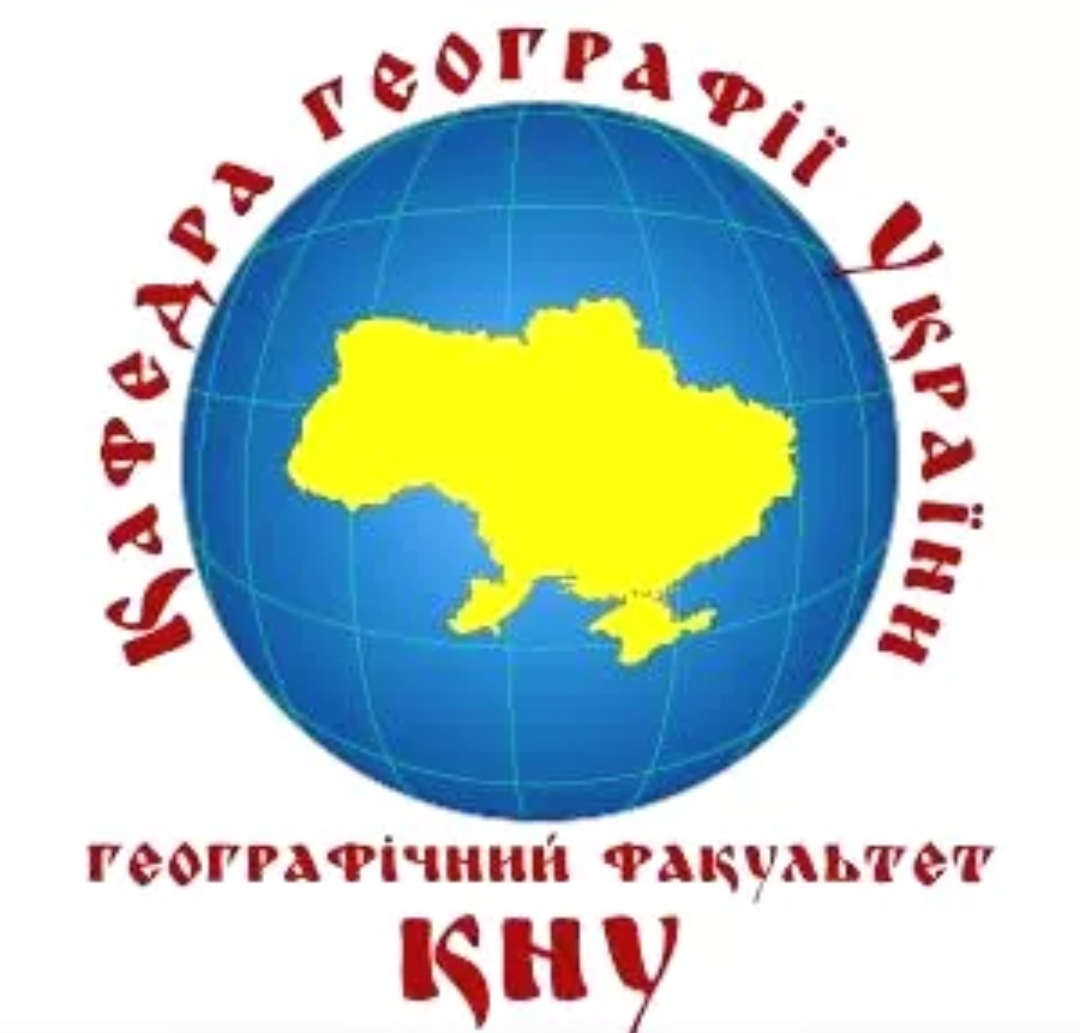 Кафедра географії України
географічний факультет
КНУ